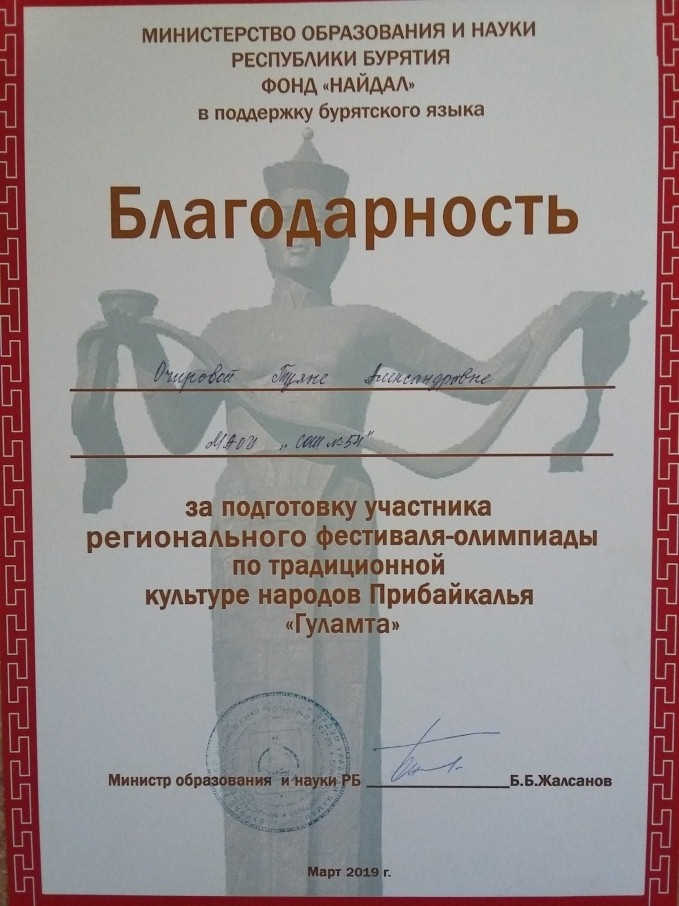 МИНИСТЕРСТВО ОБРАЗОВАНИЯ И НАУКИ
РЕСПУБЛИКИ БУРЯТИЯ
ФОНД «НАЙДАЛ»
в поддержку бурятского языка
Благодарность
Очировой Туяне Александровне
МАОУ „СОШ №54"
за подготовку участника
регионального фестиваля-олимпиады
по традиционной
культуре народов Прибайкалья
«Гуламта»
Министр образования и науки РБ Б.Б.Жалсанов
Март 2019 г.